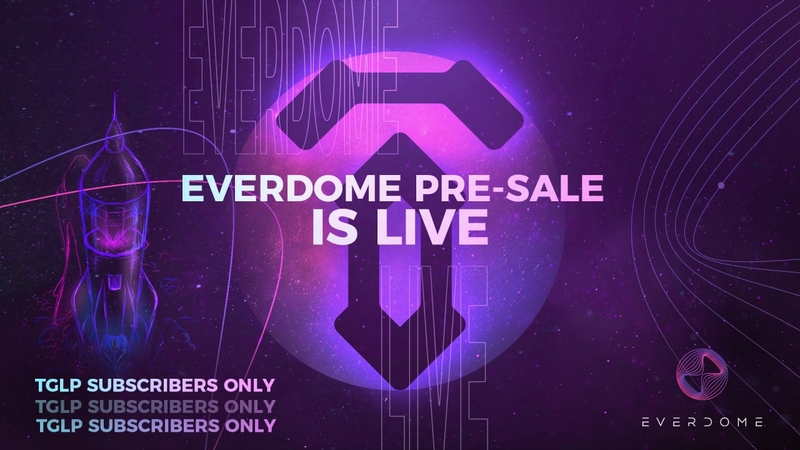 EVERDOME
EVERDOME PRE-SALE
IS LIVE
LIVE
TGLP SUBSCRIBERS ONLY
TGLP SUBSCRIBERS ONLY
TGLP SUBSCRIBERS ONLY
EVERDOME